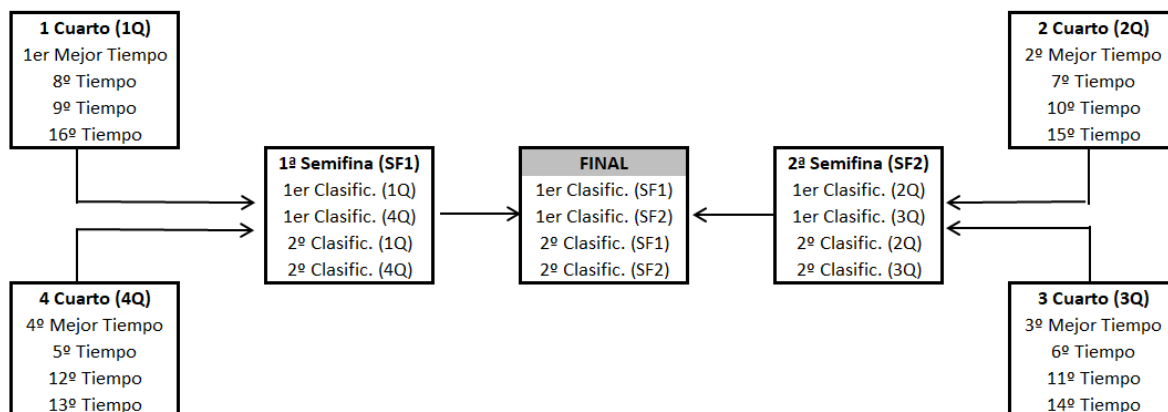 1 Cuarto (1Q)
1er Mejor Tiempo
8º Tiempo
9º Tiempo
16º Tiempo
2 Cuarto (2Q)
2º Mejor Tiempo
7º Tiempo
10º Tiempo
15º Tiempo
1ª Semifina (SF1)
1er Clasific. (1Q)
1er Clasific. (4Q)
2º Clasific. (1Q)
2º Clasific. (4Q)
FINAL
1er Clasific. (SF1)
1er Clasific. (SF2)
2º Clasific. (SF1)
2º Clasific. (SF2)
2ª Semifina (SF2)
1er Clasific. (2Q)
1er Clasific. (3Q)
2º Clasific. (2Q)
2º Clasific. (3Q)
4 Cuarto (4Q)
4º Mejor Tiempo
5º Tiempo
12º Tiempo
13º Tiempo
3 Cuarto (3Q)
3º Mejor Tiempo
6º Tiempo
11º Tiempo
14º Tiempo